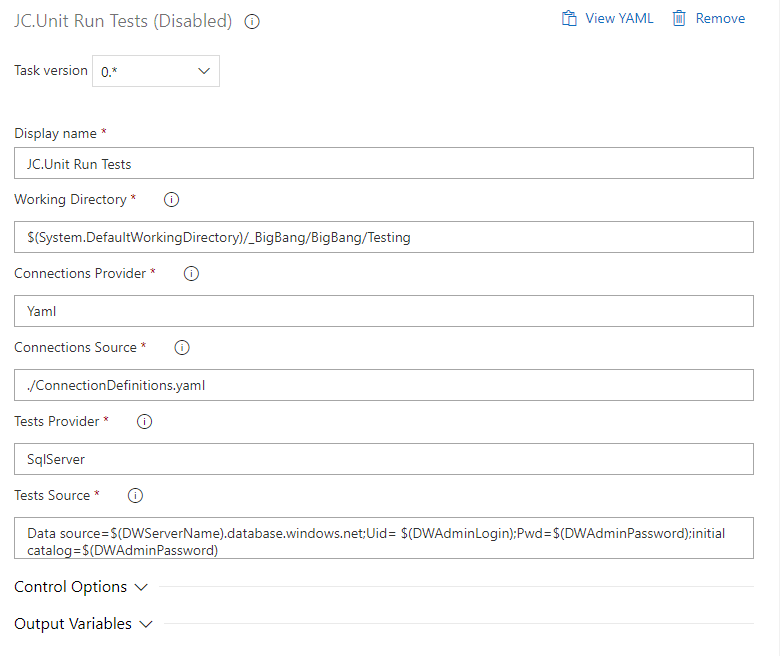 JC.Unit Run Tests (Disabled)
View YAML
Remove
Task version
0.*
Display name *
JC.Unit Run Tests
Working Directory *
$(System.DefaultWorkingDirectory)/_BigBang/BigBang/Testing
Connections Provider *
Yaml
Connections Source *
./ConnectionDefinitions.yaml
Tests Provider *
SqlServer
Tests Source *
Data source=$(DWServerName).database.windows.net;Uid= $(DWAdminLogin);Pwd=$(DWAdminPassword);initial
catalog=$(DWAdminPassword)
Control Options
Output Variables